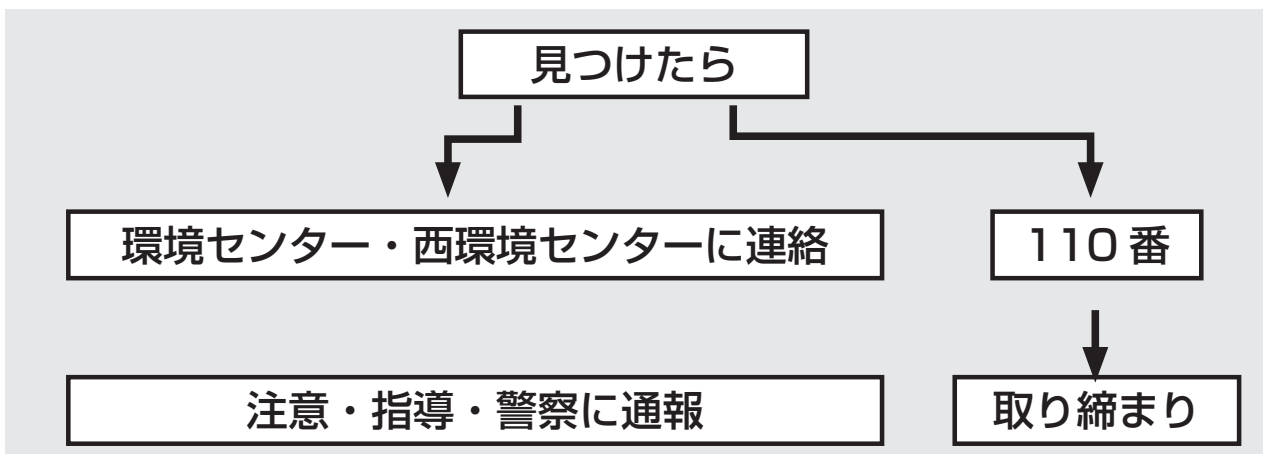 見つけたら
環境センター・西環境センターに連絡
110番
注意・指導・警察に通報
取り締まり